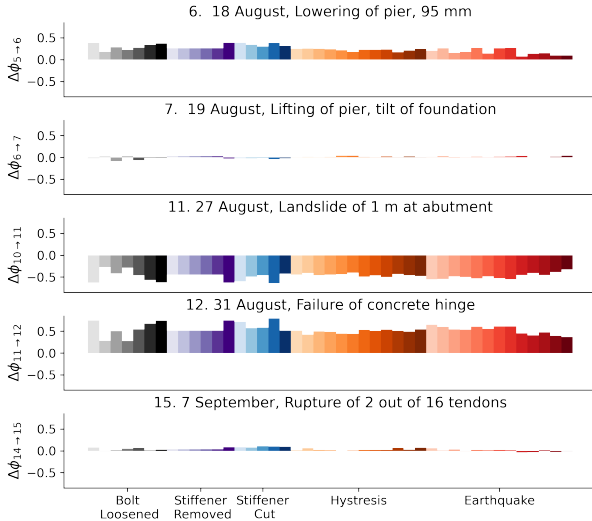 6.  18 August, Lowering of pier, 95 mm
Δϕ5→6
0.5
0.0
−0.5
7.  19 August, Lifting of pier, tilt of foundation
Δϕ6→7
0.5
0.0
−0.5
11. 27 August, Landslide of 1 m at abutment
Δϕ10→11
0.5
0.0
−0.5
12. 31 August, Failure of concrete hinge
Δϕ11→12
0.5
0.0
−0.5
15. 7 September, Rupture of 2 out of 16 tendons
Δϕ14→15
0.5
0.0
−0.5
Bolt Stiffener Stiffener Hystresis Earthquake
Loosened Removed Cut